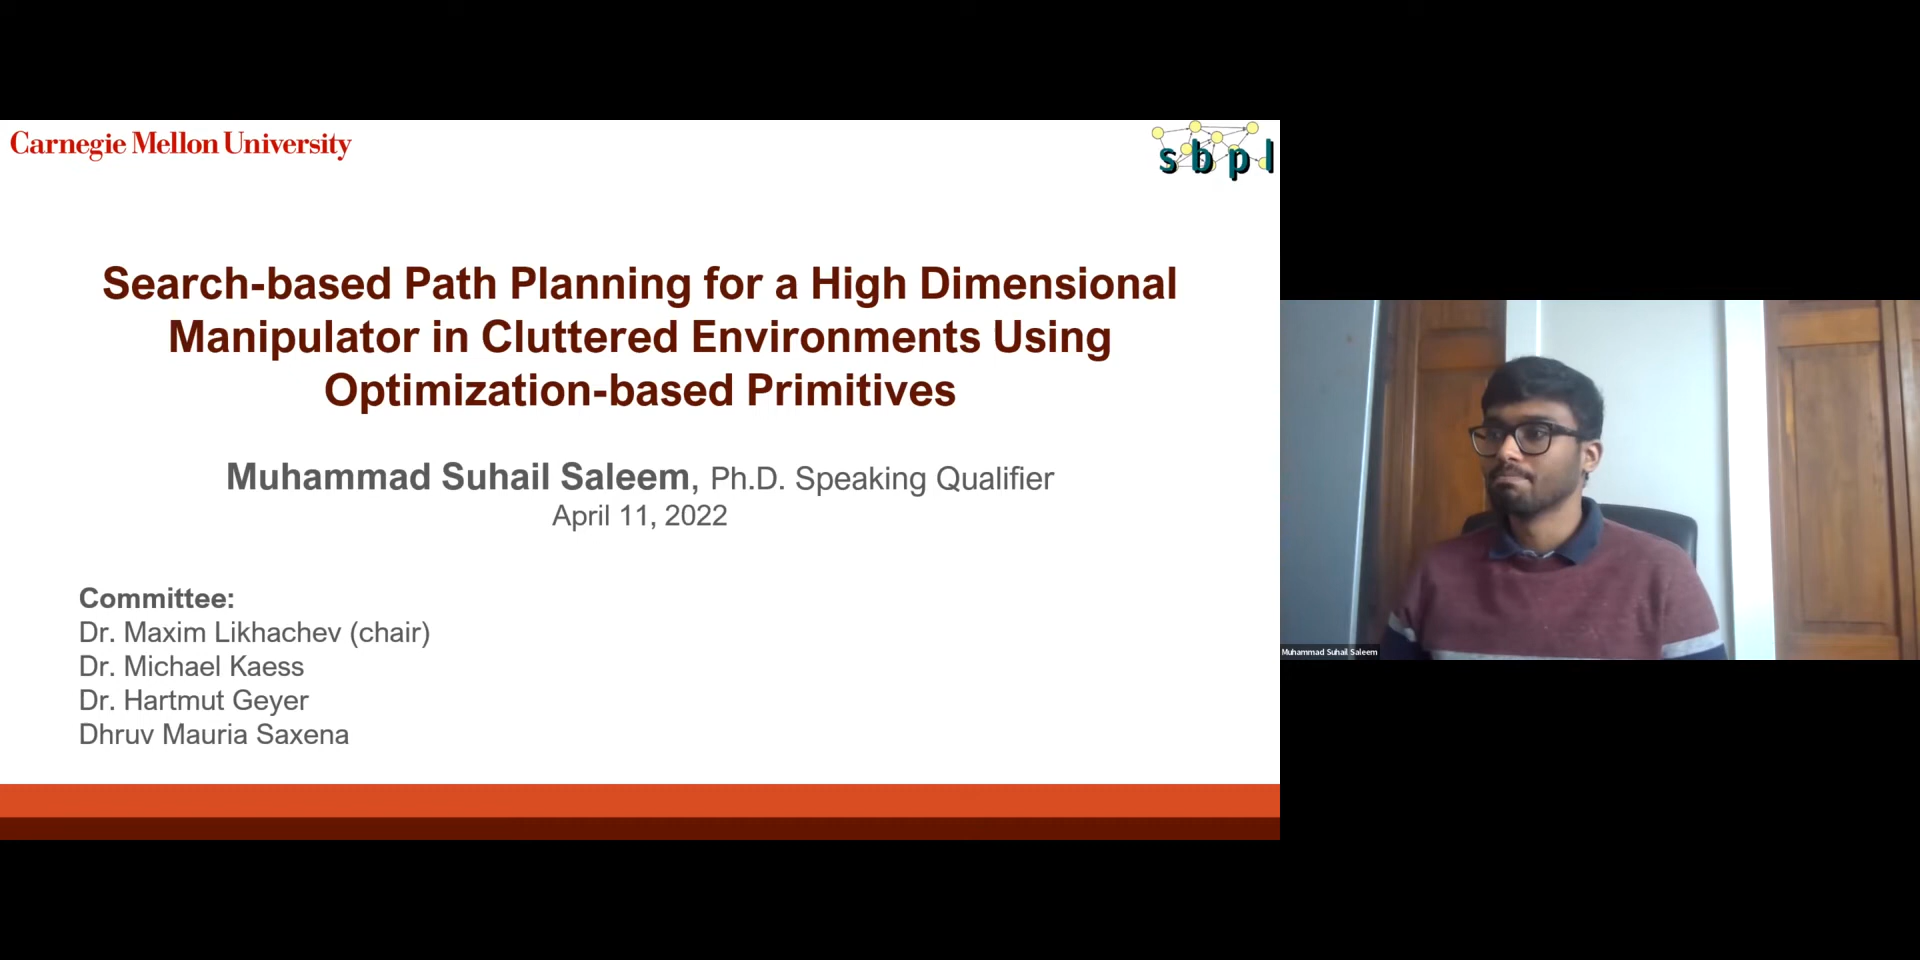 Carnegie Mellon University
sbpl
Search-based Path Planning for a High Dimensional
Manipulator in Cluttered Environments Using
Optimization-based Primitives
Muhammad Suhail Saleem, Ph.D. Speaking Qualifier
April 11, 2022
Committee:
Dr. Maxim Likhachev (chair)
Dr. Michael Kaess
Dr. Hartmut Geyer
Dhruv Mauria Saxena
Muhammad Suhail Saleem